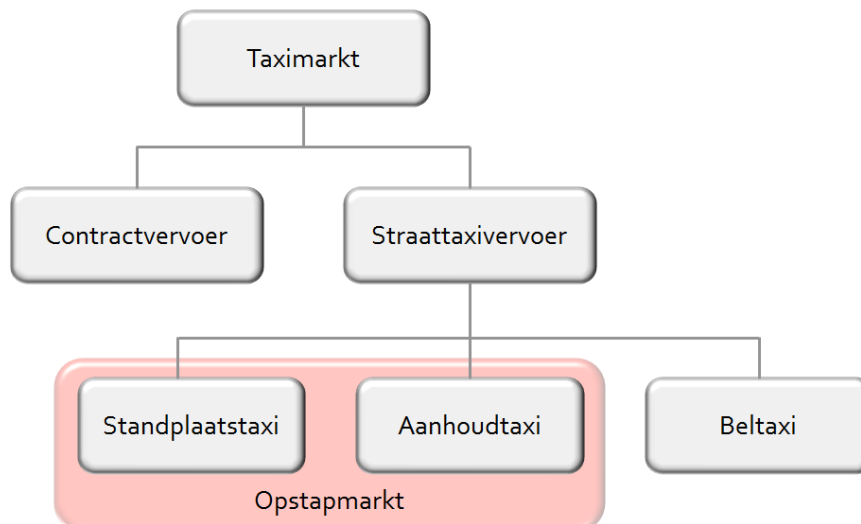 Taximarkt
Contractvervoer
Straattaxivervoer
Standplaatstaxi
Aanhoudtaxi
Beltaxi
Opstapmarkt